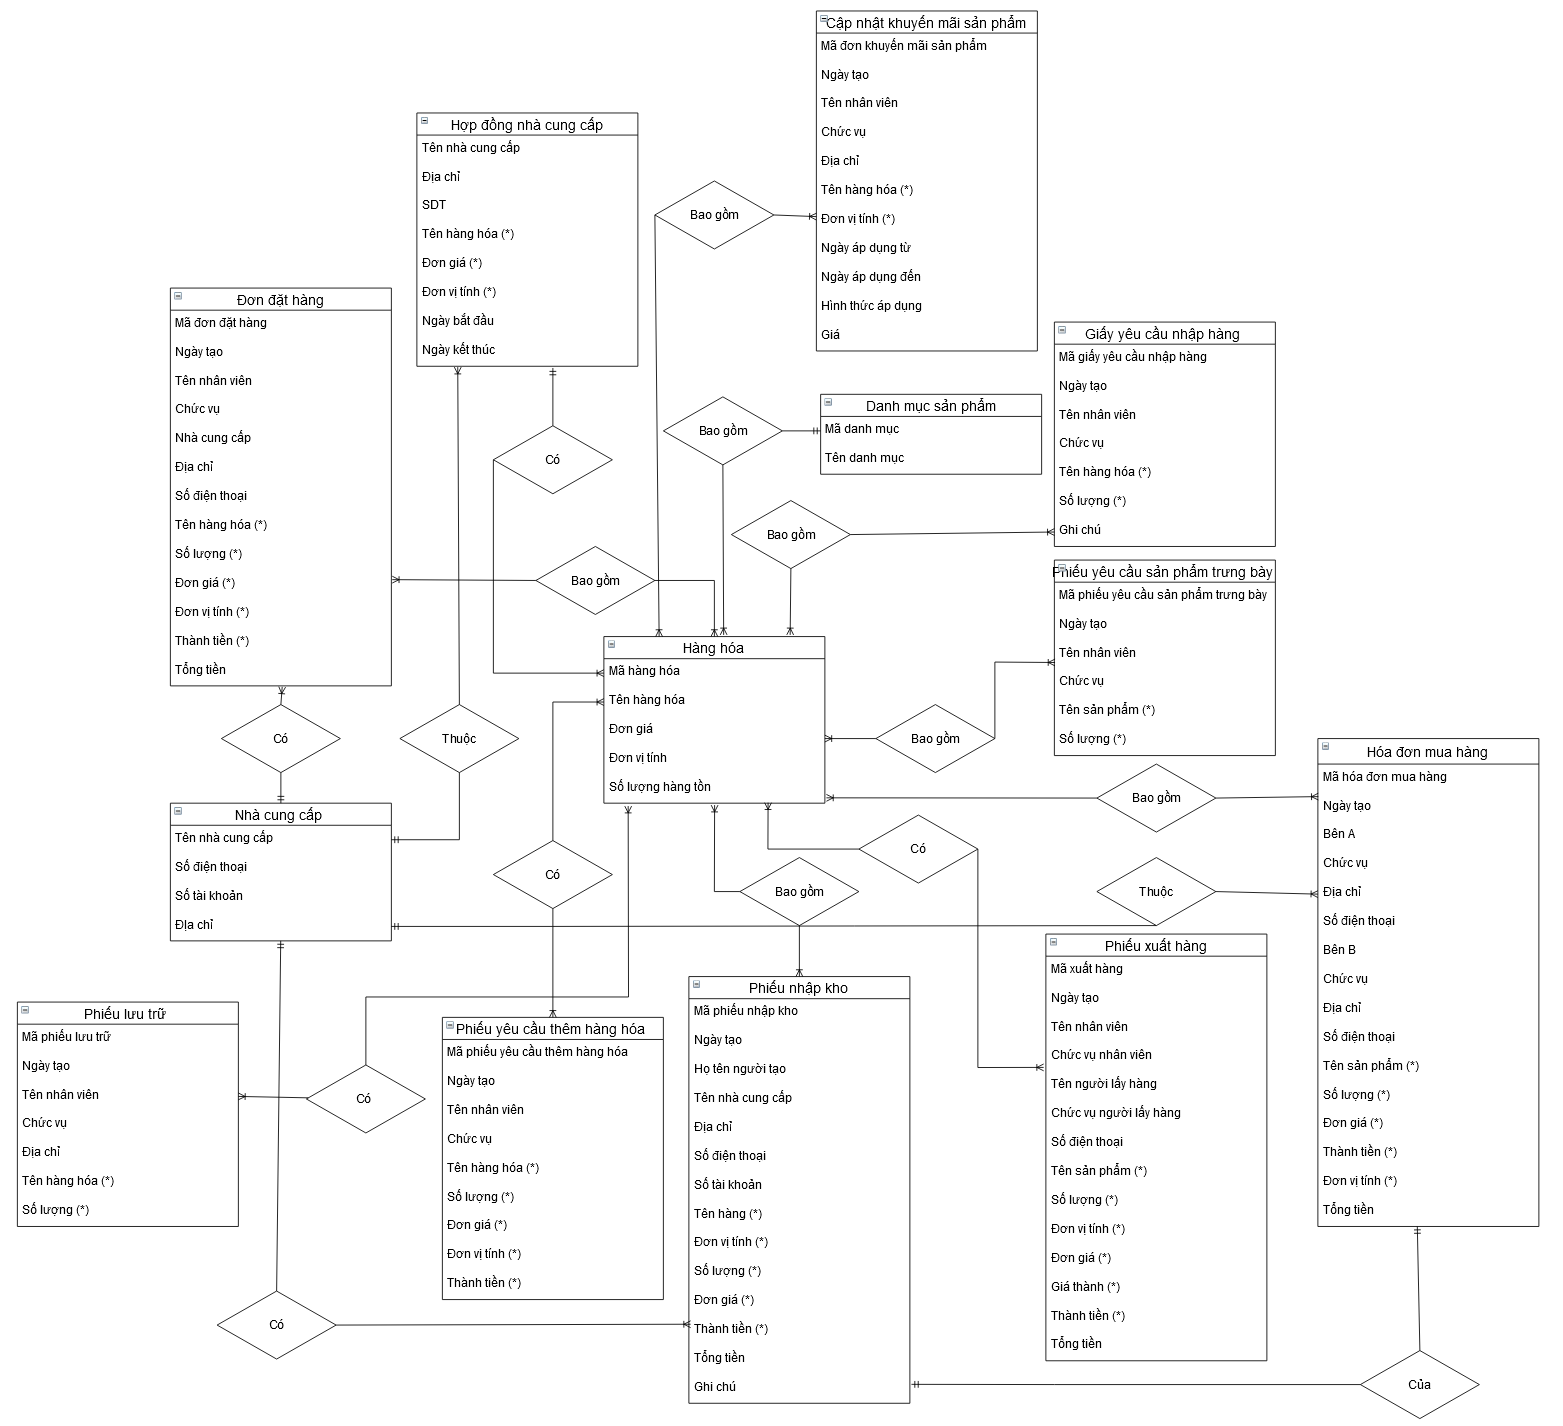 Cập nhật khuyến mãi sản phẩm
Mã đơn khuyến mãi sản phẩm
Ngày tạo
Tên nhân viên
Chức vụ
Địa chỉ
Tên hàng hóa (*)
Đơn vị tính (*)
Ngày áp dụng từ
Ngày áp dụng đến
Hình thức áp dụng
Giá
Hợp đồng nhà cung cấp
Tên nhà cung cấp
Địa chỉ
SDT
Tên hàng hóa (*)
Đơn giá (*)
Đơn vị tính (*)
Ngày bắt đầu
Ngày kết thúc
Bao gồm
Đơn đặt hàng
Mã đơn đặt hàng
Ngày tạo
Tên nhân viên
Chức vụ
Nhà cung cấp
Địa chỉ
Số điện thoại
Tên hàng hóa (*)
Số lượng (*)
Đơn giá (*)
Đơn vị tính (*)
Thành tiền (*)
Tổng tiền
Giấy yêu cầu nhập hàng
Mã giấy yêu cầu nhập hàng
Ngày tạo
Tên nhân viên
Chức vụ
Tên hàng hóa (*)
Số lượng (*)
Ghi chú
Danh mục sản phẩm
Mã danh mục
Tên danh mục
Bao gồm
Có
Bao gồm
Bao gồm
Phiếu yêu cầu sản phẩm trưng bày
Mã phiếu yêu cầu sản phẩm trưng bày
Ngày tạo
Tên nhân viên
Chức vụ
Tên sản phẩm (*)
Số lượng (*)
Hàng hóa
Mã hàng hóa
Tên hàng hóa
Đơn giá
Đơn vị tính
Số lượng hàng tồn
Có
Thuộc
Bao gồm
Hóa đơn mua hàng
Mã hóa đơn mua hàng
Ngày tạo
Bên A
Chức vụ
Địa chỉ
Số điện thoại
Bên B
Chức vụ
Địa chỉ
Số điện thoại
Tên sản phẩm (*)
Số lượng (*)
Đơn giá (*)
Thành tiền (*)
Đơn vị tính (*)
Tổng tiền
Bao gồm
Nhà cung cấp
Tên nhà cung cấp
Số điện thoại
Số tài khoản
Địa chỉ
Có
Có
Bao gồm
Thuộc
Phiếu xuất hàng
Mã xuất hàng
Ngày tạo
Tên nhân viên
Chức vụ nhân viên
Tên người lấy hàng
Chức vụ người lấy hàng
Số điện thoại
Tên sản phẩm (*)
Số lượng (*)
Đơn vị tính (*)
Đơn giá (*)
Giá thành (*)
Thành tiền (*)
Tổng tiền
Phiếu nhập kho
Mã phiếu nhập kho
Ngày tạo
Họ tên người tạo
Tên nhà cung cấp
Địa chỉ
Số điện thoại
Số tài khoản
Tên hàng (*)
Đơn vị tính (*)
Số lượng (*)
Đơn giá (*)
Thành tiền (*)
Tổng tiền
Ghi chú
Phiếu lưu trữ
Mã phiếu lưu trữ
Ngày tạo
Tên nhân viên
Chức vụ
Địa chỉ
Tên hàng hóa (*)
Số lượng (*)
Phiếu yêu cầu thêm hàng hóa
Mã phiếu yêu cầu thêm hàng hóa
Ngày tạo
Tên nhân viên
Chức vụ
Tên hàng hóa (*)
Số lượng (*)
Đơn giá (*)
Đơn vị tính (*)
Thành tiền (*)
Có
Có
Của